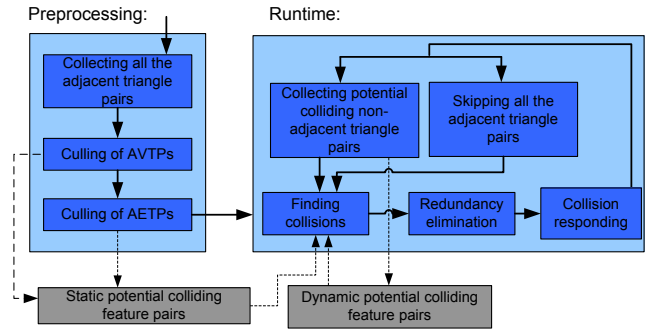 Preprocessing:
Runtime:
Collecting all the
adjacent triangle
pairs
Culling of AVTPs
Culling of AETPs
Collecting potential
colliding non-
adjacent triangle
pairs
Skipping all the
adjacent triangle
pairs
Finding
collisions
Redundancy
elimination
Collision
responding
Static potential colliding
feature pairs
Dynamic potential colliding
feature pairs